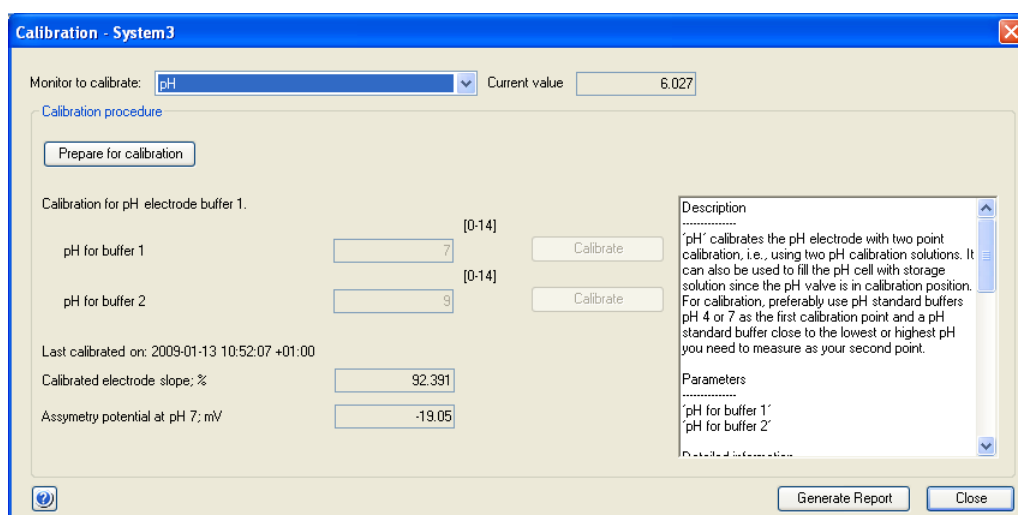 Calibration - System3
Monitor to calibrate: pH Current value 6.027
Calibration procedure
Prepare for calibration
Calibration for pH electrode buffer 1.
[0-14]
pH for buffer 1 7 Calibrate
[0-14]
pH for buffer 2 9 Calibrate
Last calibrated on: 2009-01-13 10:52:07 +01:00
Calibrated electrode slope; % 92.391
Assymetry potential at pH 7; mV -19.05
Description
---------------
´pH´ calibrates the pH electrode with two point
calibration, i.e., using two pH calibration solutions. It
can also be used to fill the pH cell with storage
solution since the pH valve is in calibration position.
For calibration, preferably use pH standard buffers
pH 4 or 7 as the first calibration point and a pH
standard buffer close to the lowest or highest pH
you need to measure as your second point.
Parameters
---------------
´pH for buffer 1´
´pH for buffer 2´
Detailed information
Generate Report Close